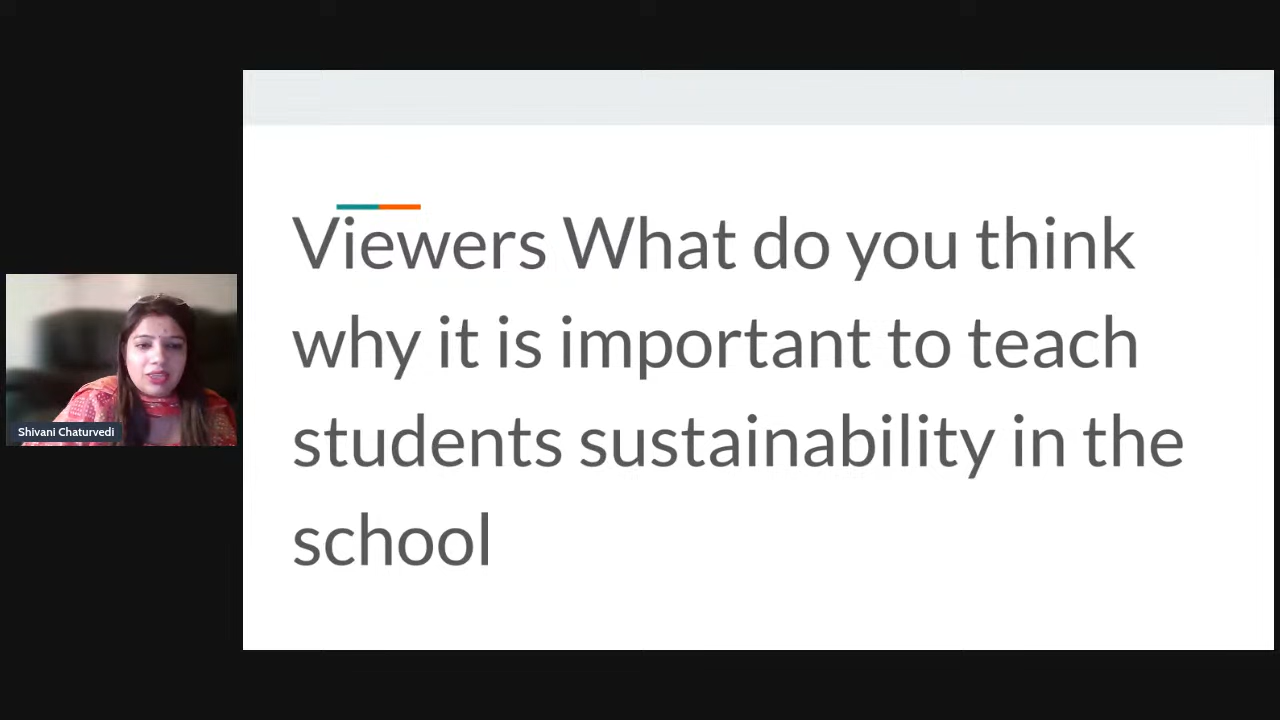 Viewers What do you think
why it is important to teach
students sustainability in the
school
Shivani Chaturvedi